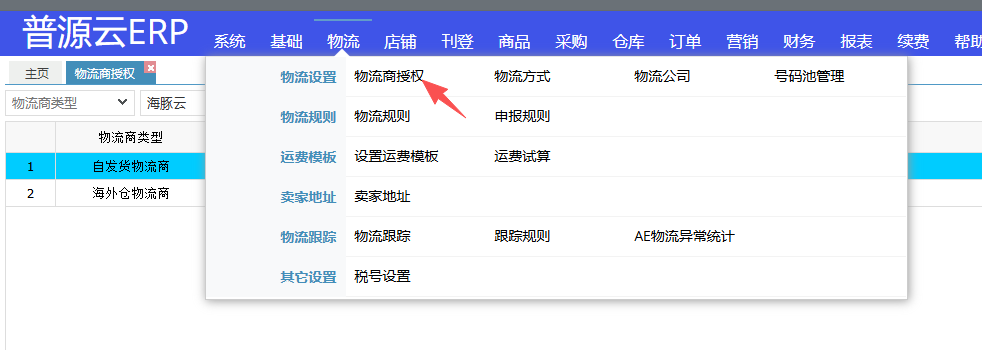 普源云ERP 系统 基础 物流 店铺 刊登 商品 采购 仓库 订单 营销 财务 报表 续费 帮助
主页 物流商授权
物流商类型 海豚云
物流商类型
1 自发货物流商
2 海外仓物流商
物流设置 物流商授权 物流方式 物流公司 号码池管理
物流规则 物流规则 申报规则
运费模板 设置运费模板 运费试算
卖家地址 卖家地址
物流跟踪 物流跟踪 跟踪规则 AE物流异常统计
其它设置 税号设置